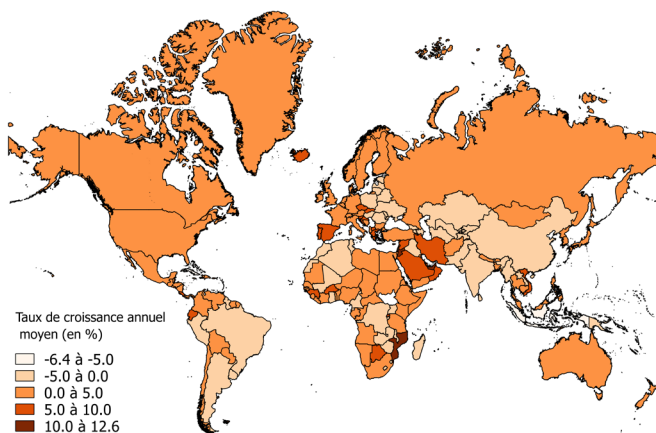 Taux de croissance annuel
moyen (en %)
-6.4 à -5.0
-5.0 à 0.0
0.0 à 5.0
5.0 à 10.0
10.0 à 12.6